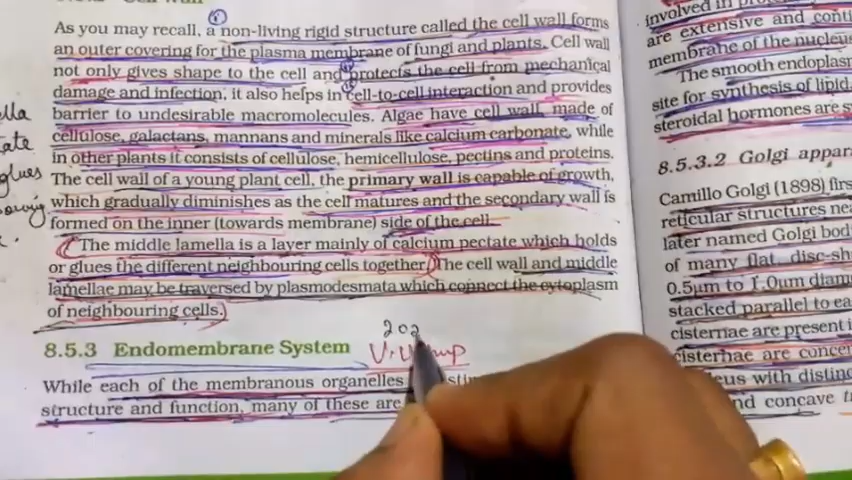 Cell Wall
As you may recall, a non-living rigid structure called the cell wall forms
an outer covering for the plasma membrane of fungi and plants. Cell wall
not only gives shape to the cell and protects the cell from mechanical
damage and infection, it also helps in cell-to-cell interaction and provides
barrier to undesirable macromolecules. Algae have cell wall, made of
cellulose, galactans, mannans and minerals like calcium carbonate, while
in other plants it consists of cellulose, hemicellulose, pectins and proteins.
The cell wall of a young plant cell, the primary wall is capable of growth,
which gradually diminishes as the cell matures and the secondary wall is
formed on the inner (towards membrane) side of the cell.
The middle lamella is a layer mainly of calcium pectate which holds
or glues the different neighbouring cells together. The cell wall and middle
lamellae may be traversed by plasmodesmata which connect the cytoplasm
of neighbouring cells.
202
8.5.3 Endomembrane System
While each of the membranous organelles
structure and function, many of these are
glues
involved in
are extensive and
membrane of the nucleus
The smooth endoplasm
site for synthesis of lipid
steroidal hormones are
8.5.3.2 Golgi appar
Camillo Golgi (1898) firs
reticular structures nea
later named Golgi bod
of many flat, disc-sh
0.5µm to 1.0µm diam
stacked parallel to ea
cisternae are present i
cisternae are concen
with distinc
and concave